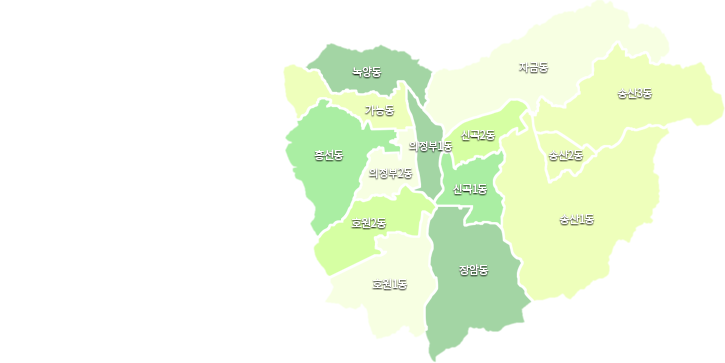 자금동
녹양동
송산3동
가능동
신곡2동
의정부1동
흥선동
송산2동
의정부2동
신곡1동
송산1동
호원2동
장암동
호원1동